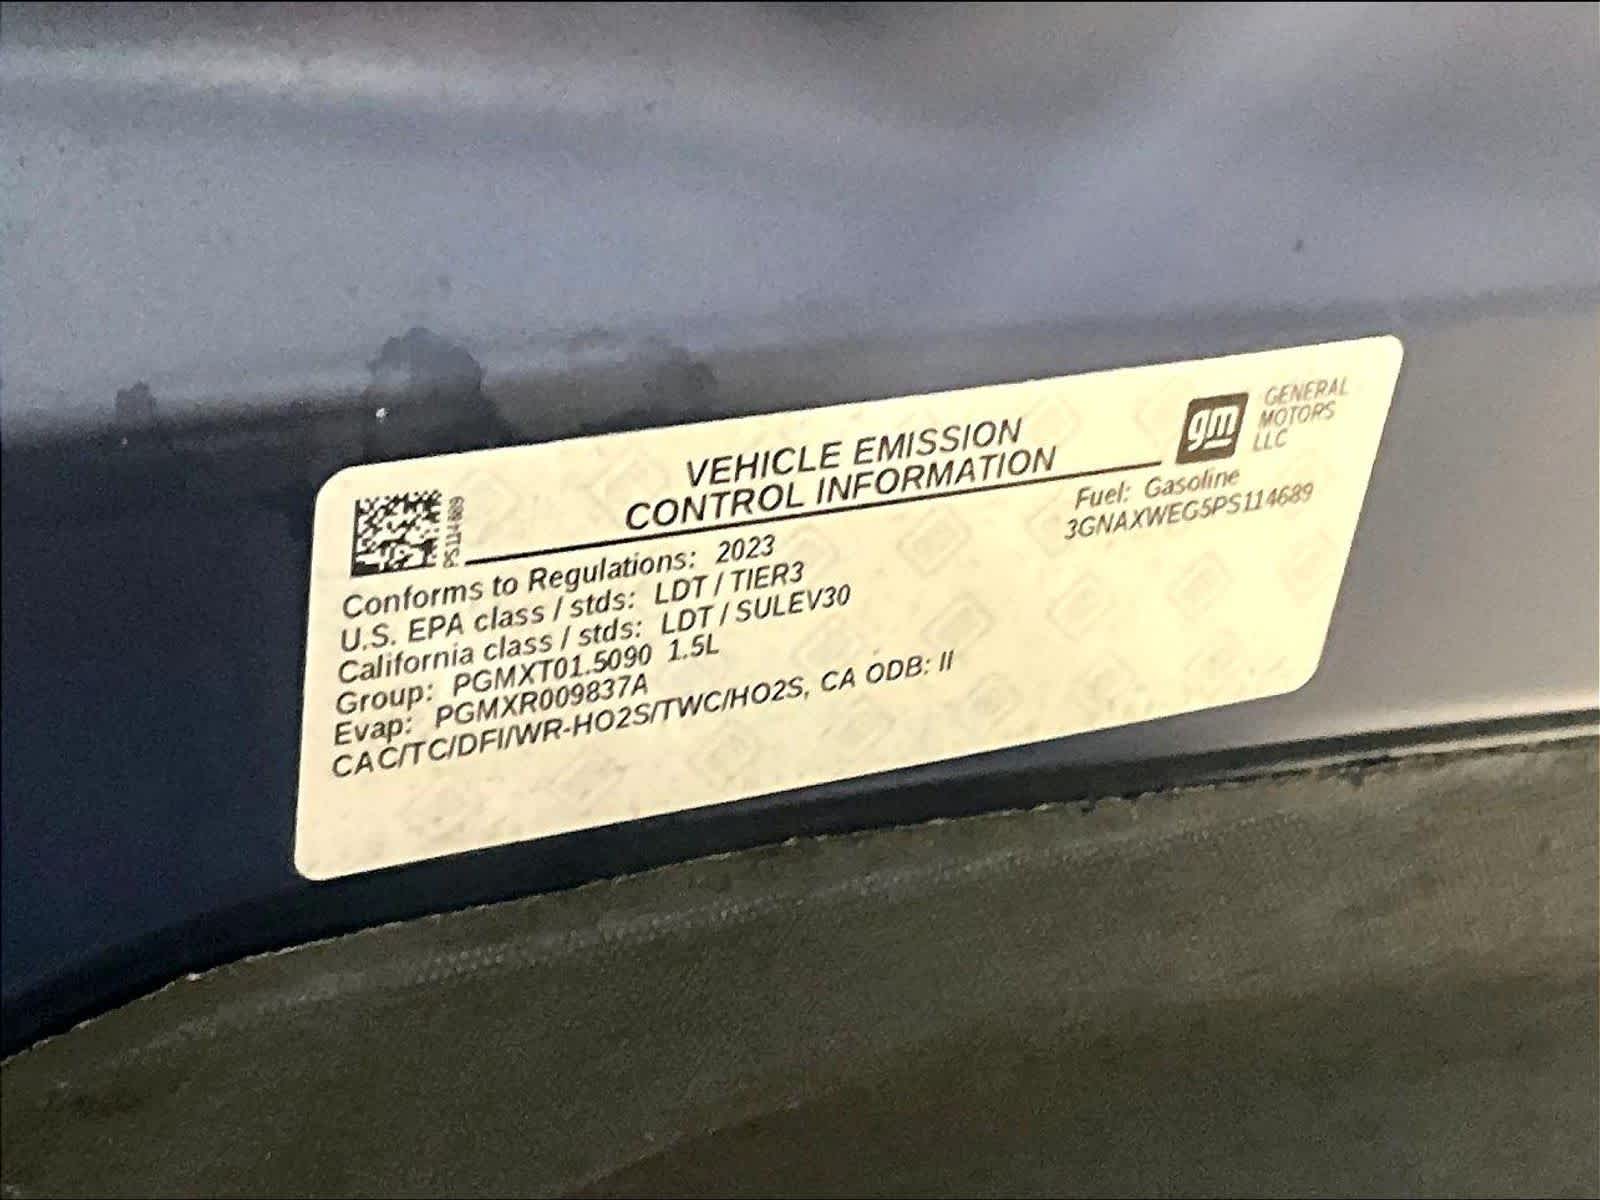 VEHICLE EMISSION
CONTROL INFORMATION
gm
GENERAL
MOTORS
LLC
Fuel: Gasoline
3GNAXWEG5PS114689
PS114689
Conforms to Regulations: 2023
U.S. EPA class / stds: LDT / TIER3
California class / stds: LDT / SULEV30
Group: PGMXT01.5090 1.5L
Evap: PGMXR009837A
CAC/TC/DFI/WR-HO2S/TWC/HO2S, CA ODB: II